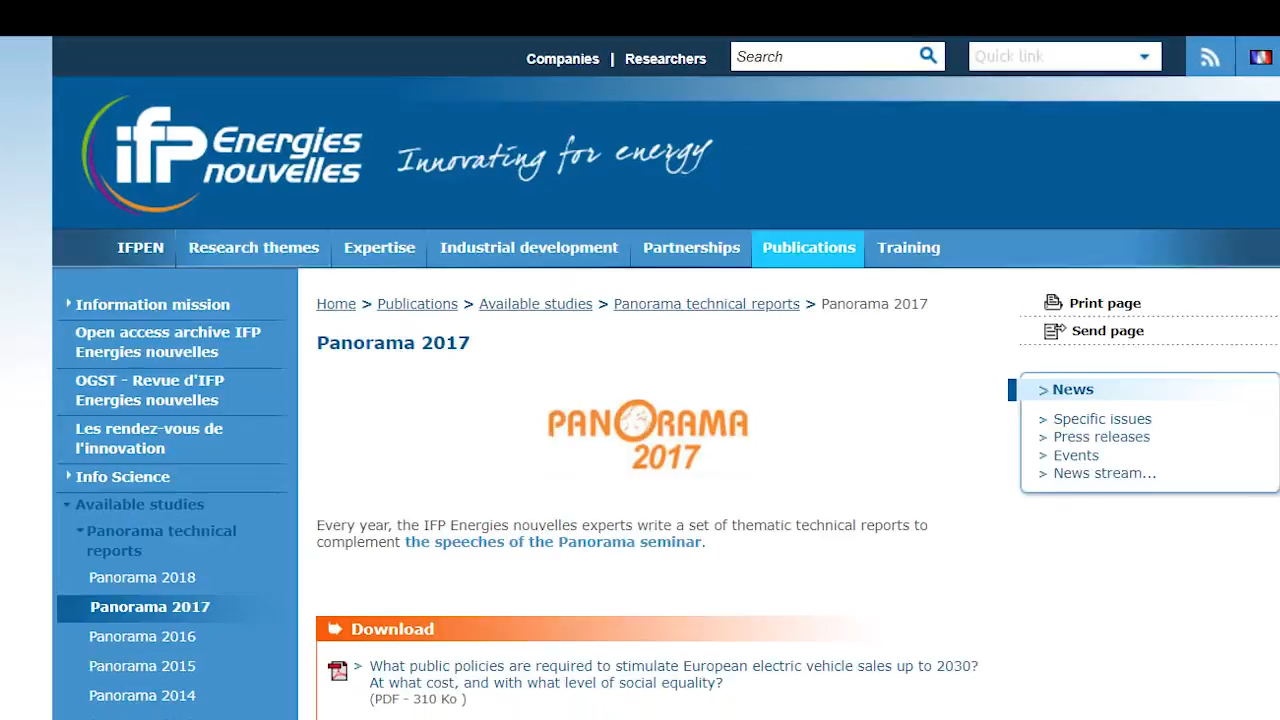 Companies | Researchers
Search
Quick link
ifp Energies nouvelles
Innovating for energy
IFPEN
Research themes
Expertise
Industrial development
Partnerships
Publications
Training
Information mission
Open access archive IFP
Energies nouvelles
OGST - Revue d'IFP
Energies nouvelles
Les rendez-vous de
l'innovation
Info Science
Available studies
Panorama technical
reports
Panorama 2018
Panorama 2017
Panorama 2016
Panorama 2015
Panorama 2014
Home > Publications > Available studies > Panorama technical reports > Panorama 2017
Panorama 2017
PANORAMA
2017
Every year, the IFP Energies nouvelles experts write a set of thematic technical reports to
complement the speeches of the Panorama seminar.
Download
> What public policies are required to stimulate European electric vehicle sales up to 2030?
At what cost, and with what level of social equality?
(PDF - 310 Ko )
Print page
Send page
> News
> Specific issues
> Press releases
> Events
> News stream...